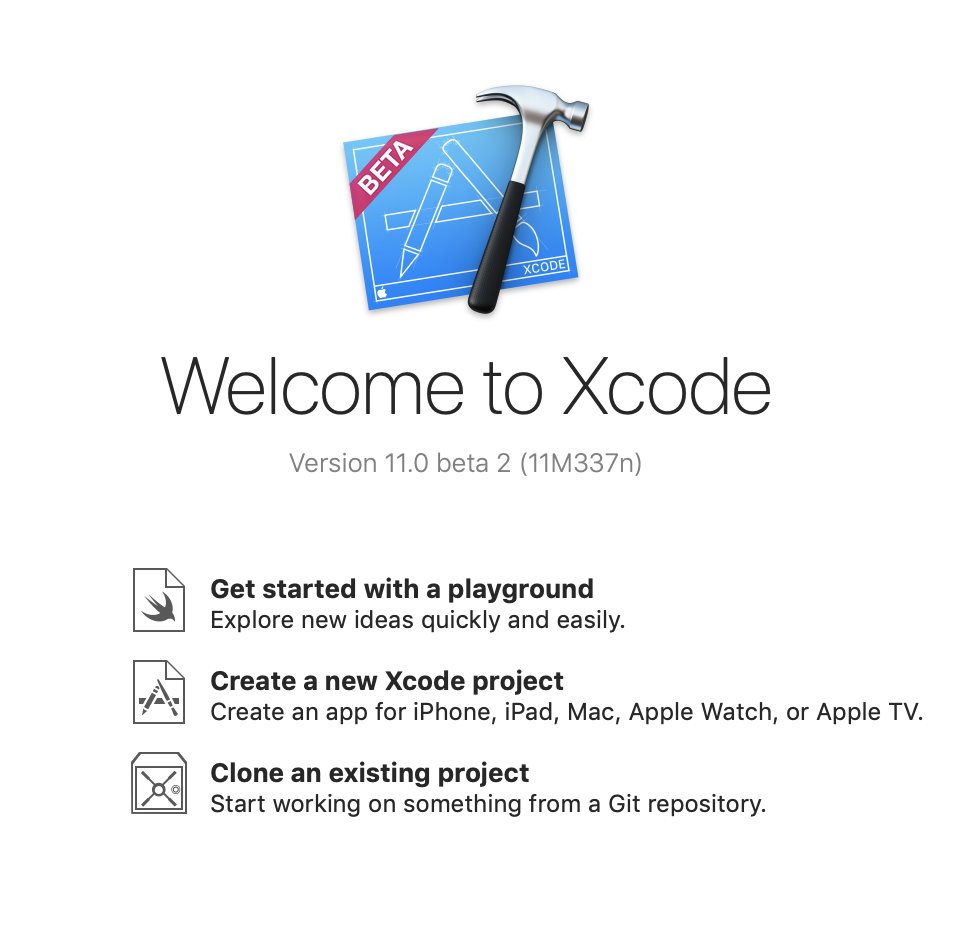 BETA
XCODE
Welcome to Xcode
Version 11.0 beta 2 (11M337n)
Get started with a playground
Explore new ideas quickly and easily.
Create a new Xcode project
Create an app for iPhone, iPad, Mac, Apple Watch, or Apple TV.
Clone an existing project
Start working on something from a Git repository.